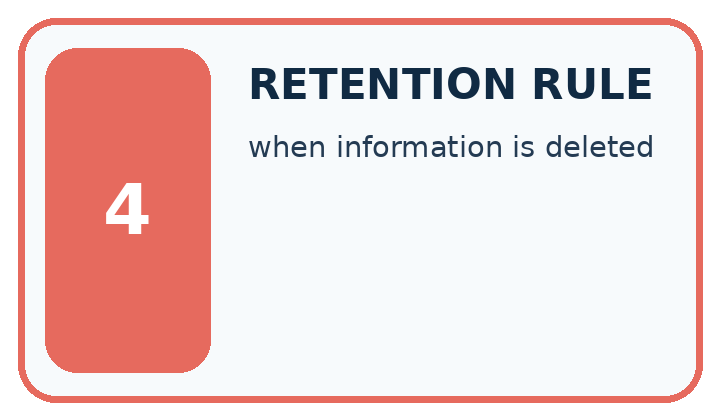 4
RETENTION RULE
when information is deleted